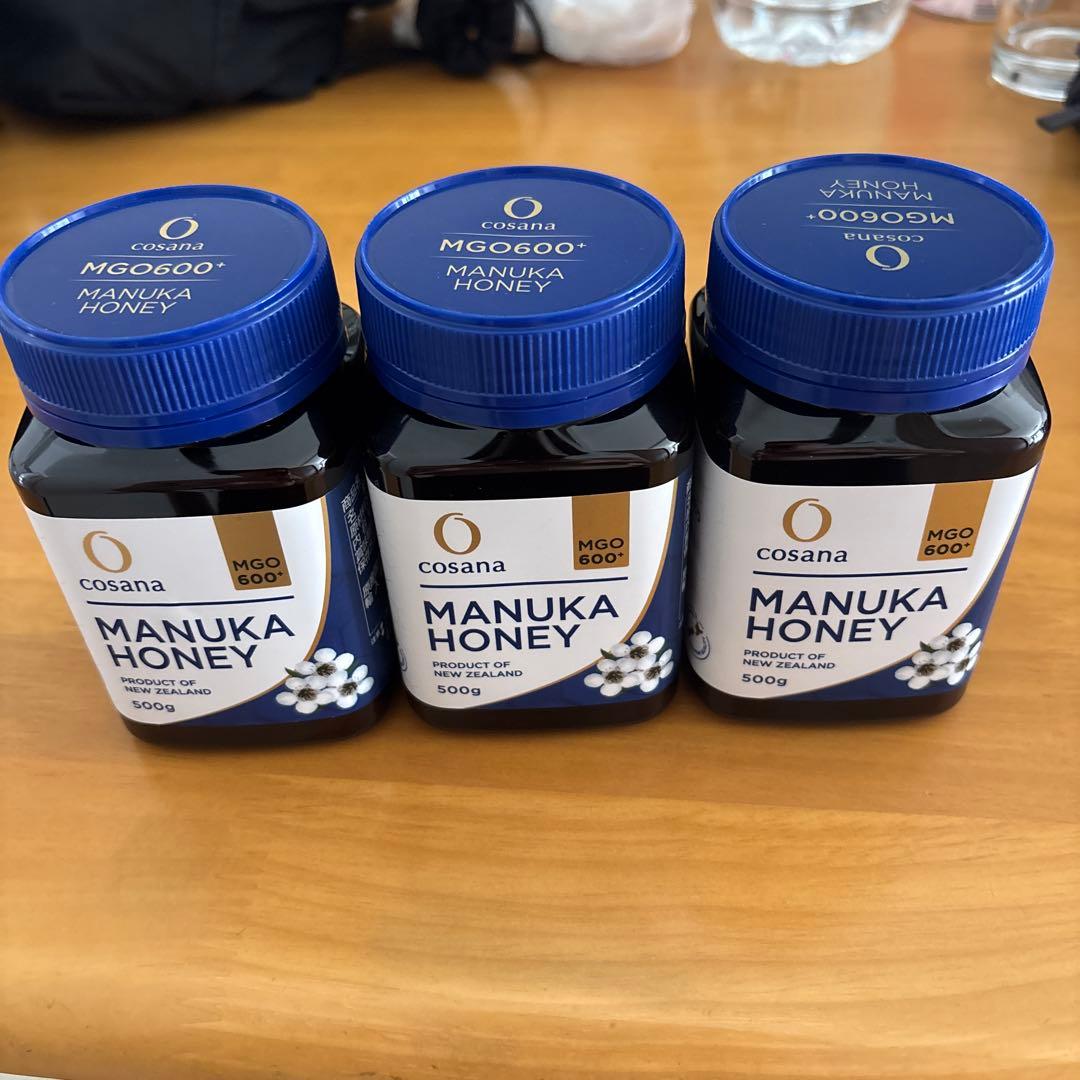 cosana
MGO600+
MANUKA
HONEY
cosana
MGO
600+
MANUKA
HONEY
PRODUCT OF
NEW ZEALAND
500g
cosana
MGO600+
MANUKA
HONEY
cosana
MGO
600+
MANUKA
HONEY
PRODUCT OF
NEW ZEALAND
500g
cosana
MGO600+
MANUKA
HONEY
cosana
MGO
600+
MANUKA
HONEY
PRODUCT OF
NEW ZEALAND
500g